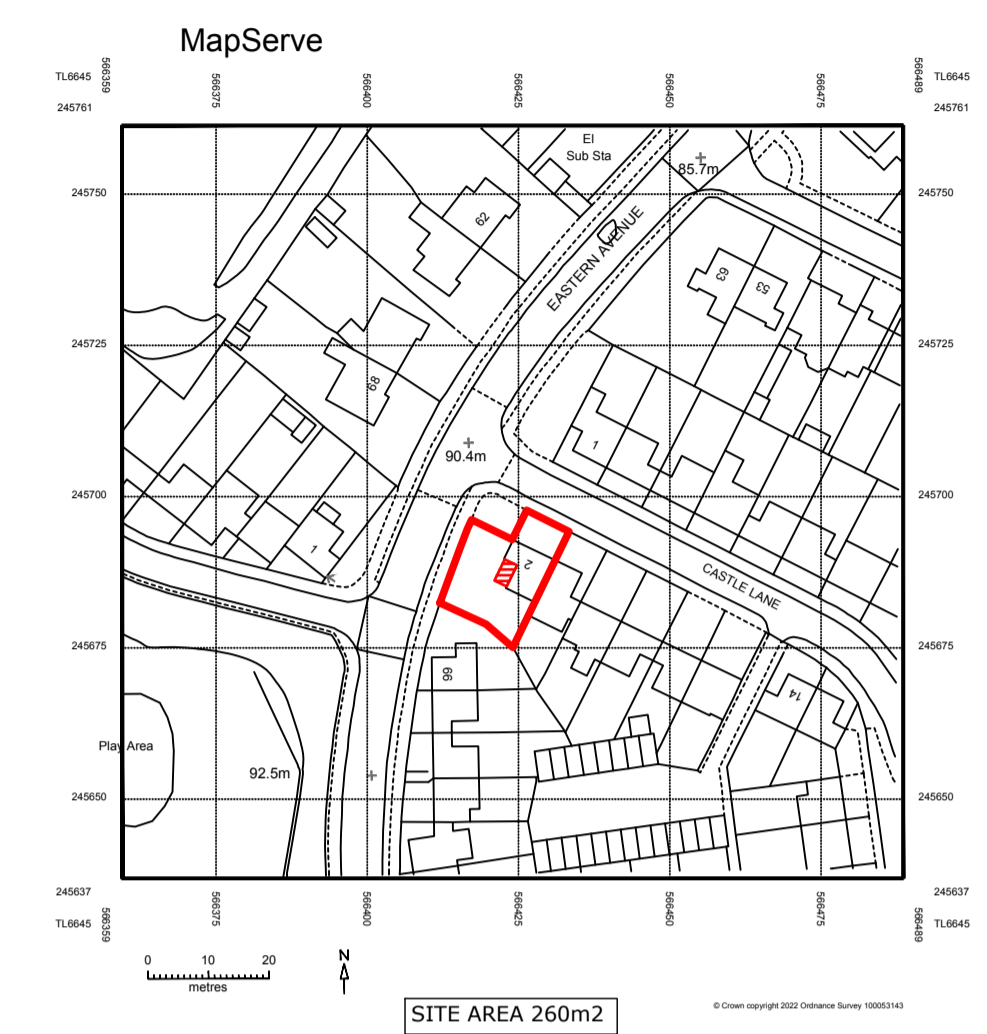 MapServe
TL6645
566359
566375
566400
566425
566450
566475
566489
TL6645
245761
245761
El
Sub Sta
85.7m
245750
245750
62
EASTERN AVENUE
63
53
245725
245725
68
1
90.4m
245700
245700
1
2
CASTLE LANE
245675
245675
66
14
Play Area
92.5m
245650
245650
245637
245637
TL6645
566359
566375
566400
566425
566450
566475
566489
TL6645
0 10 20
metres
N
SITE AREA 260m2
© Crown copyright 2022 Ordnance Survey 100053143